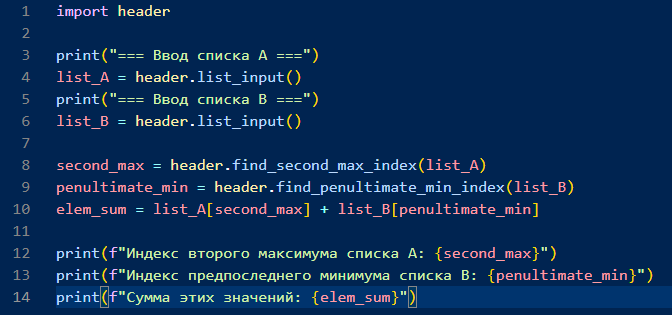 1 import header
2
3 print("=== Ввод списка A ===")
4 list_A = header.list_input()
5 print("=== Ввод списка B ===")
6 list_B = header.list_input()
7
8 second_max = header.find_second_max_index(list_A)
9 penultimate_min = header.find_penultimate_min_index(list_B)
10 elem_sum = list_A[second_max] + list_B[penultimate_min]
11
12 print(f"Индекс второго максимума списка A: {second_max}")
13 print(f"Индекс предпоследнего минимума списка B: {penultimate_min}")
14 print(f"Сумма этих значений: {elem_sum}")